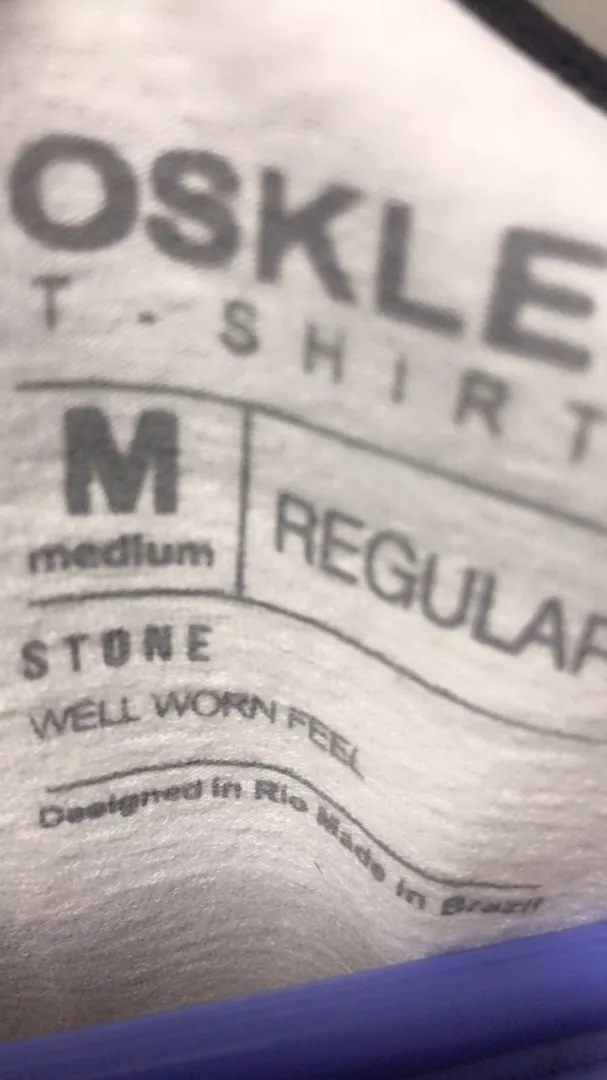 OSKLE
T-SHIRT
M
medium
REGULAR
STONE
WELL WORN FEEL
Designed in Rio Made in Brazil